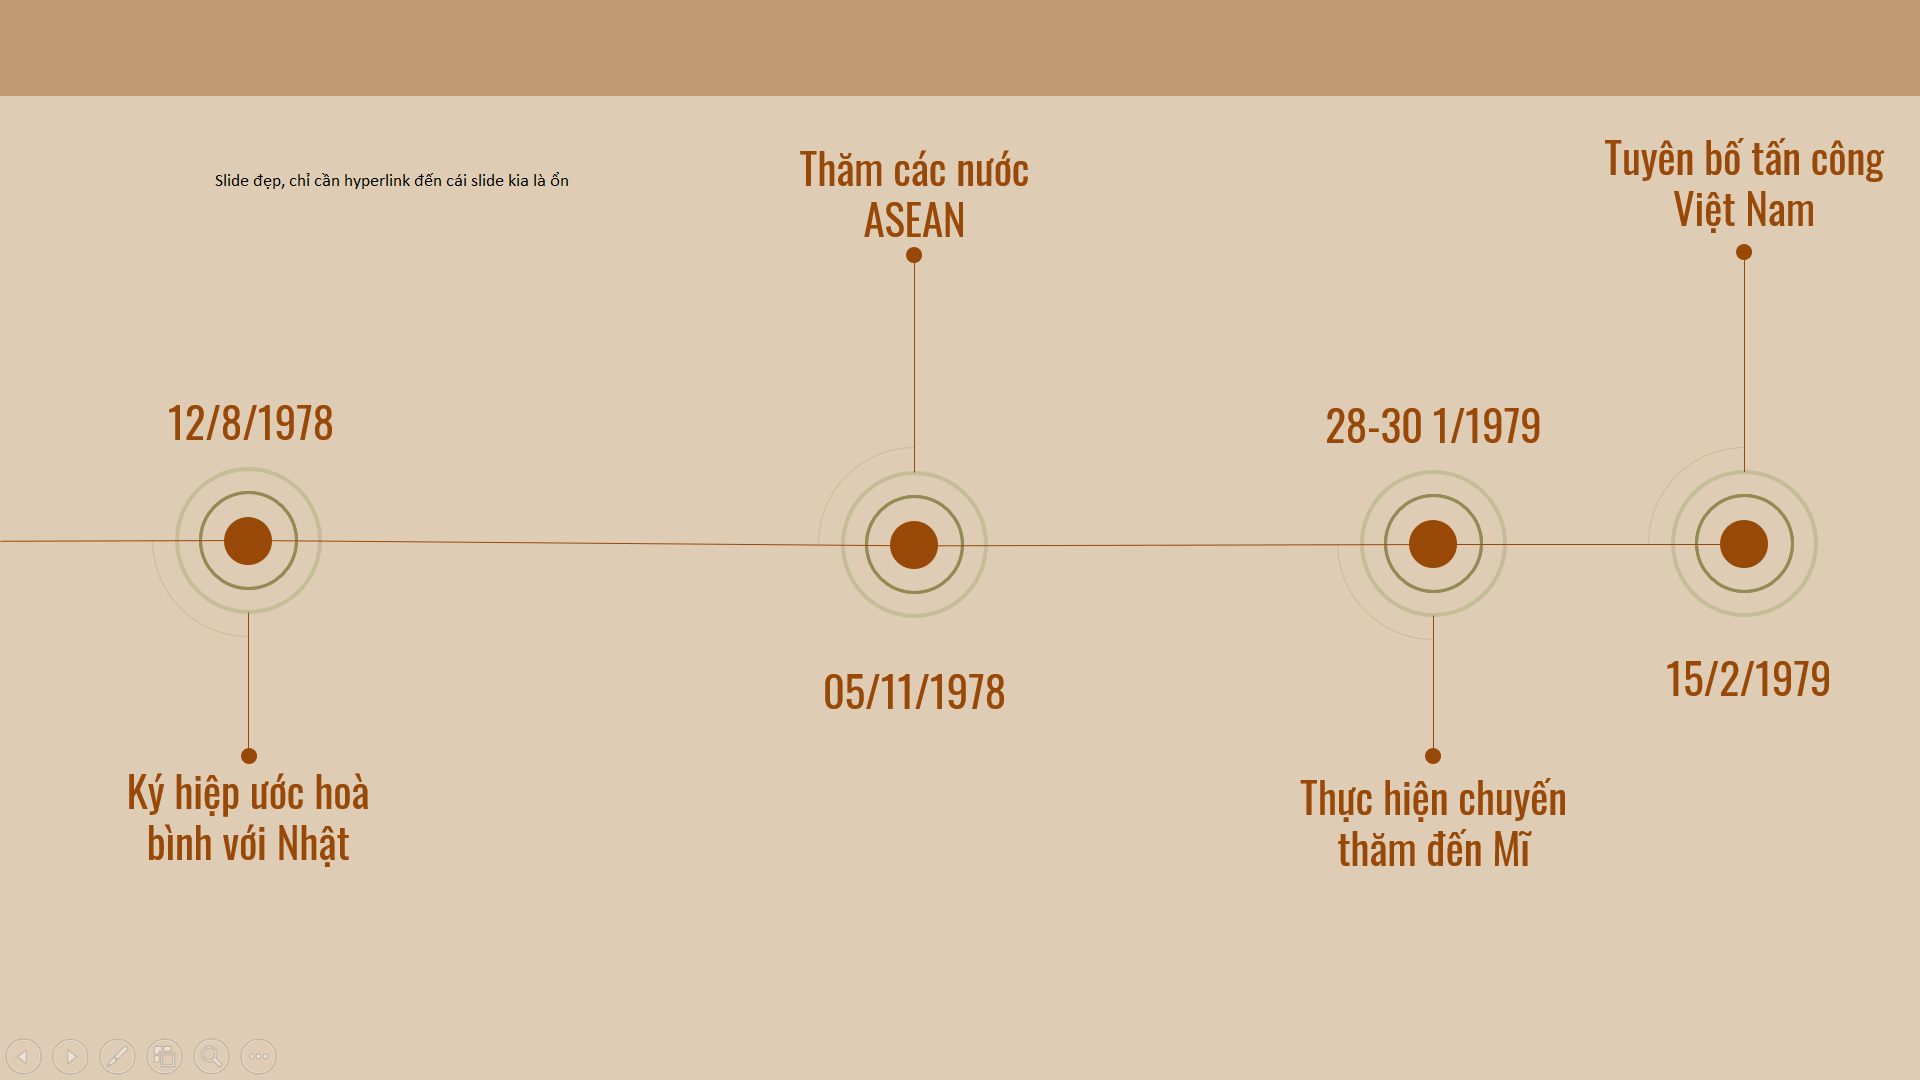 Slide đẹp, chỉ cần hyperlink đến cái slide kia là ổn
Thăm các nước
ASEAN
Tuyên bố tấn công
Việt Nam
12/8/1978
28-30 1/1979
05/11/1978
15/2/1979
Ký hiệp ước hoà
bình với Nhật
Thực hiện chuyến
thăm đến Mĩ